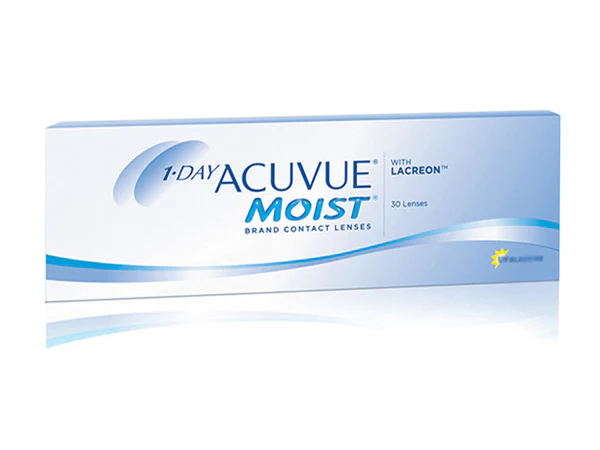 1·DAY ACUVUE®
MOIST®
BRAND CONTACT LENSES
WITH
LACREON™
30 Lenses